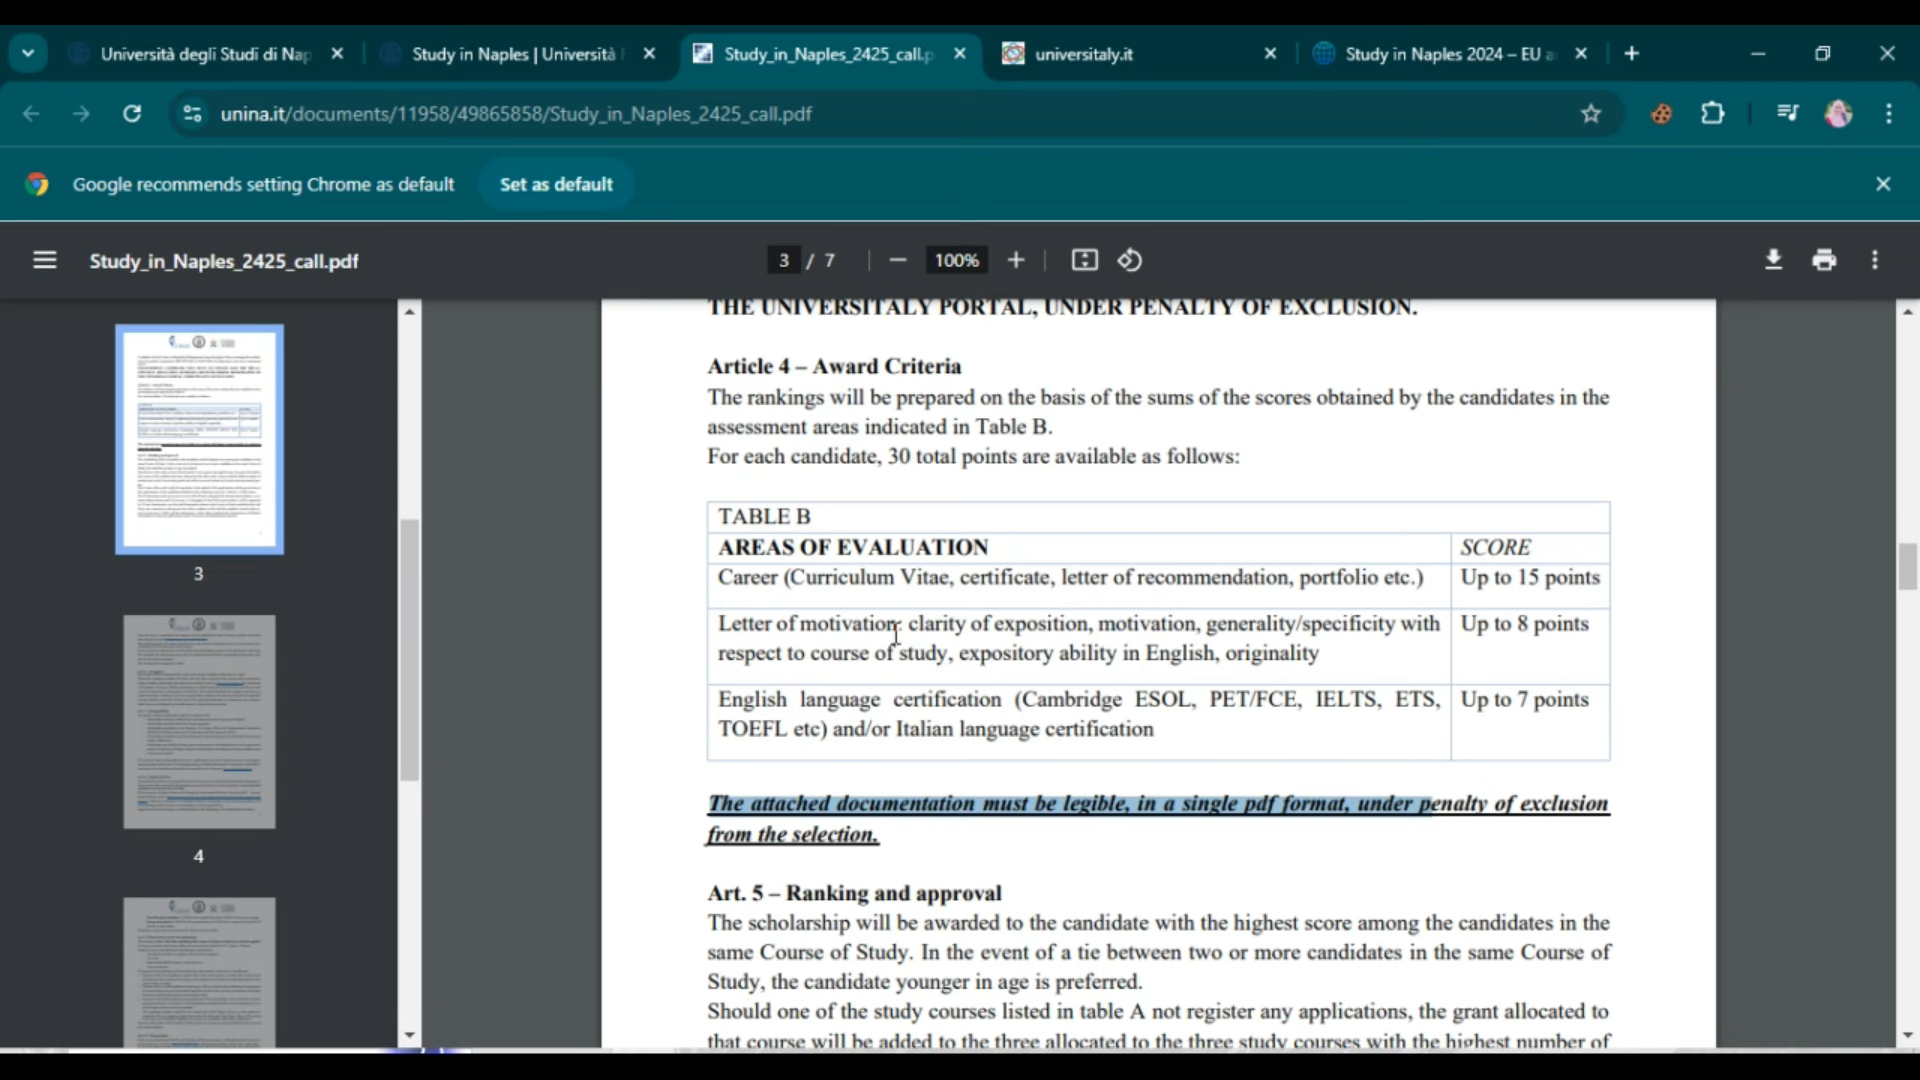 Università degli Studi di Nap
Study in Naples | Università
Study_in_Naples_2425_call.p
universitaly.it
Study in Naples 2024 – EU a
unina.it/documents/11958/49865858/Study_in_Naples_2425_call.pdf
Google recommends setting Chrome as default
Set as default
Study_in_Naples_2425_call.pdf
3 / 7
100%
3
4
THE UNIVERSITALY PORTAL, UNDER PENALTY OF EXCLUSION.
Article 4 – Award Criteria
The rankings will be prepared on the basis of the sums of the scores obtained by the candidates in the
assessment areas indicated in Table B.
For each candidate, 30 total points are available as follows:
TABLE B
AREAS OF EVALUATION SCORE
Career (Curriculum Vitae, certificate, letter of recommendation, portfolio etc.) Up to 15 points
Letter of motivation: clarity of exposition, motivation, generality/specificity with Up to 8 points
respect to course of study, expository ability in English, originality
English language certification (Cambridge ESOL, PET/FCE, IELTS, ETS, Up to 7 points
TOEFL etc) and/or Italian language certification
The attached documentation must be legible, in a single pdf format, under penalty of exclusion
from the selection.
Art. 5 – Ranking and approval
The scholarship will be awarded to the candidate with the highest score among the candidates in the
same Course of Study. In the event of a tie between two or more candidates in the same Course of
Study, the candidate younger in age is preferred.
Should one of the study courses listed in table A not register any applications, the grant allocated to
that course will be added to the three allocated to the three study courses with the highest number of